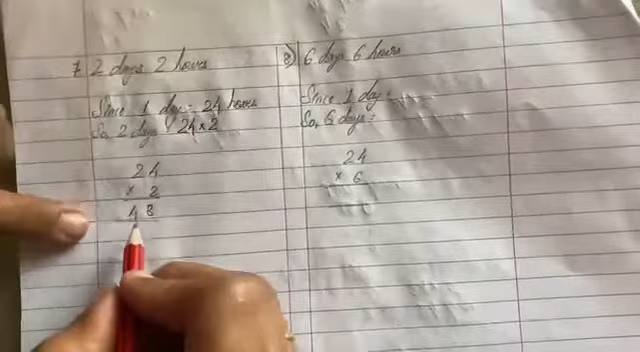 7. 2 days 2 hours
Since 1 day = 24 hours
So, 2 days = 24 × 2
24
× 2
48
8) 6 days 6 hours
Since 1 day =
So, 6 days =
24
× 6